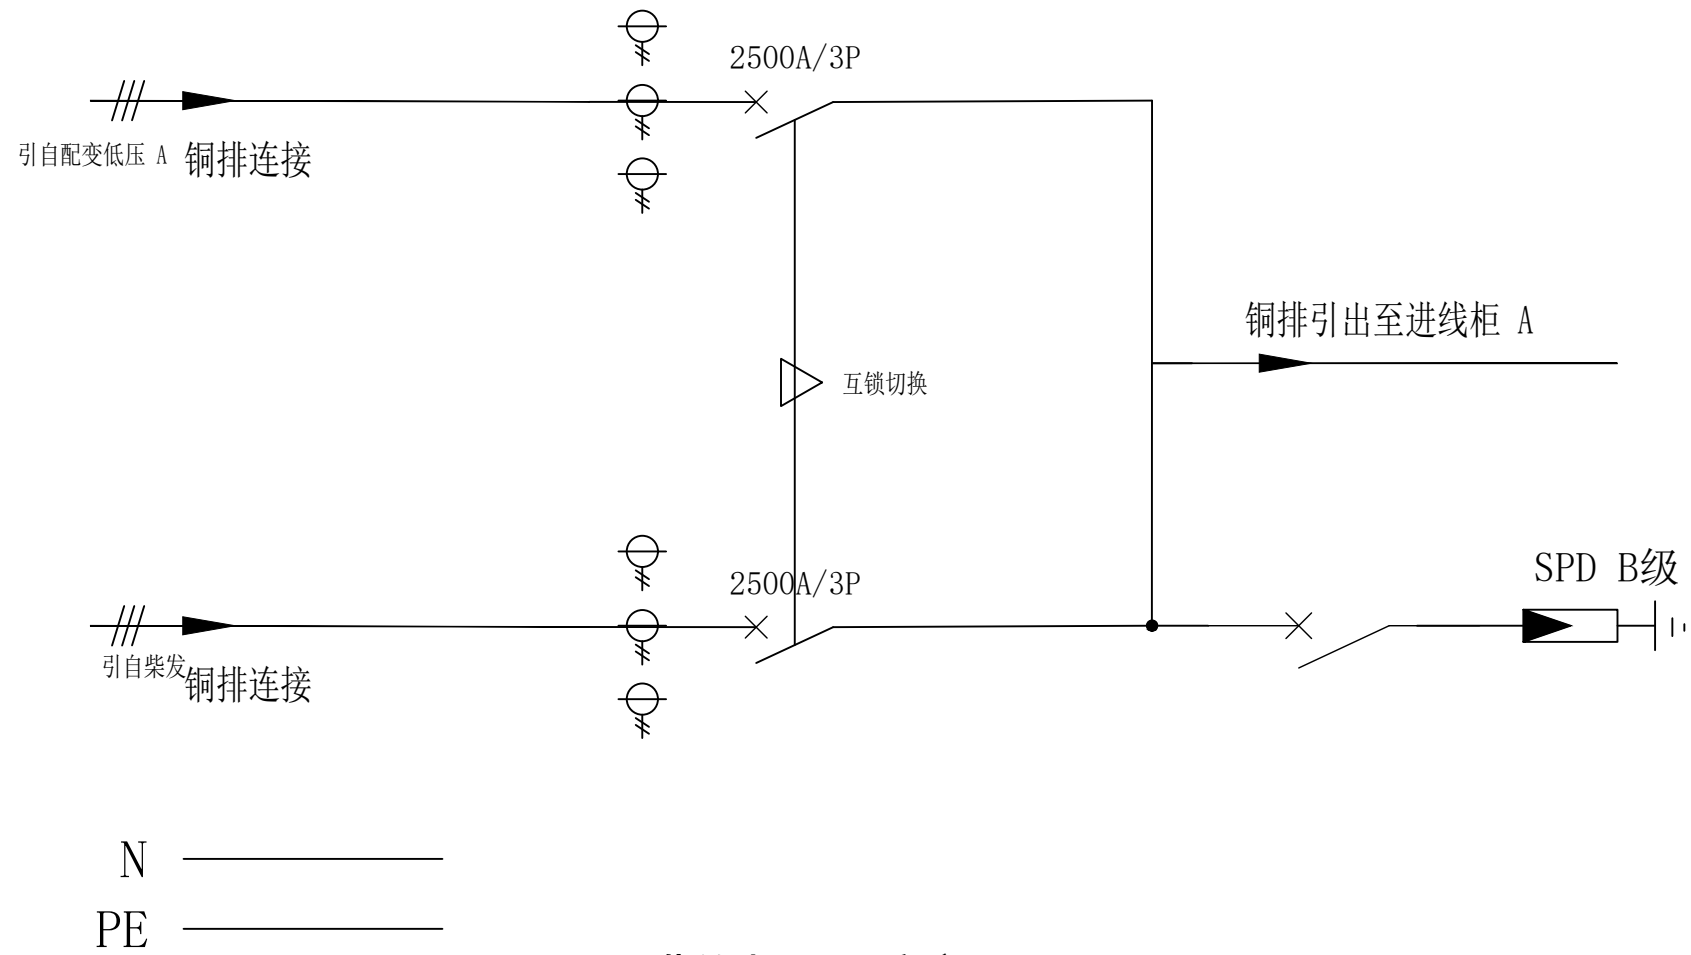 2500A/3P
引自配变低压 A
铜排连接
铜排引出至进线柜 A
互锁切换
SPD B级
2500A/3P
引自柴发
铜排连接
N
PE